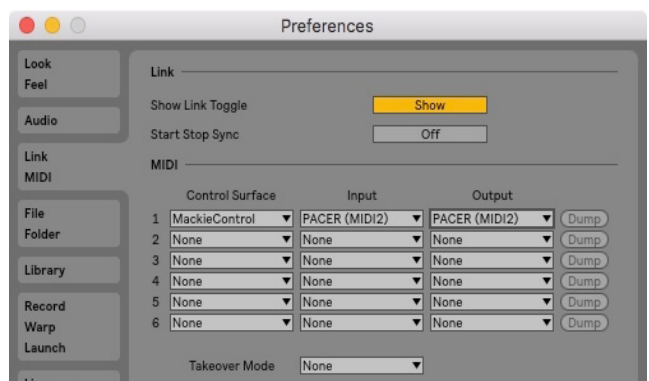 Preferences
Look
Feel
Audio
Link
MIDI
File
Folder
Library
Record
Warp
Launch
Link
Show Link Toggle Show
Start Stop Sync Off
MIDI
Control Surface Input Output
1 MackieControl PACER (MIDI2) PACER (MIDI2) Dump
2 None None None Dump
3 None None None Dump
4 None None None Dump
5 None None None Dump
6 None None None Dump
Takeover Mode None